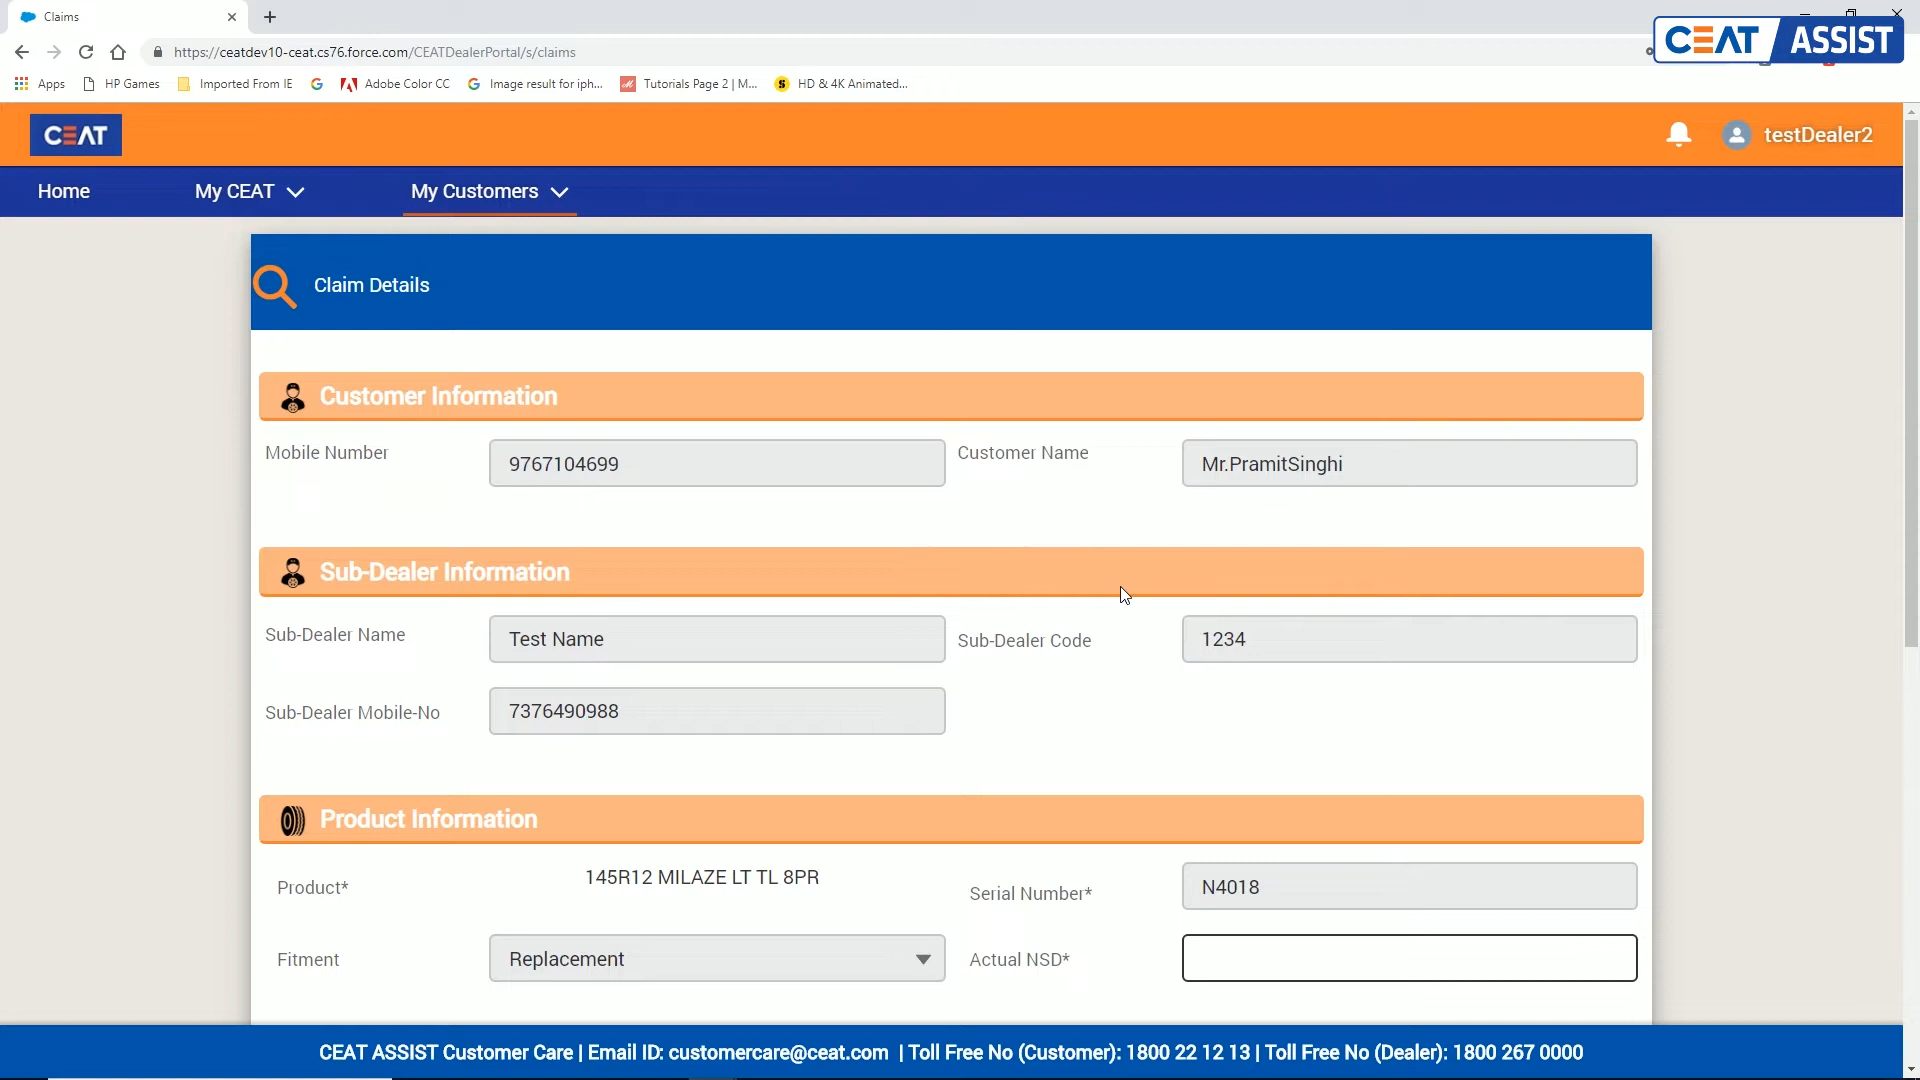 Claims
CEAT ASSIST
https://ceatdev10-ceat.cs76.force.com/CEATDealerPortal/s/claims
Apps HP Games Imported From IE Adobe Color CC Image result for iph... Tutorials Page 2 | M... HD & 4K Animated...
CEAT testDealer2
Home My CEAT My Customers
Claim Details
Customer Information
Mobile Number 9767104699 Customer Name Mr.PramitSinghi
Sub-Dealer Information
Sub-Dealer Name Test Name Sub-Dealer Code 1234
Sub-Dealer Mobile-No 7376490988
Product Information
Product* 145R12 MILAZE LT TL 8PR Serial Number* N4018
Fitment Replacement Actual NSD*
CEAT ASSIST Customer Care | Email ID: customercare@ceat.com | Toll Free No (Customer): 1800 22 12 13 | Toll Free No (Dealer): 1800 267 0000